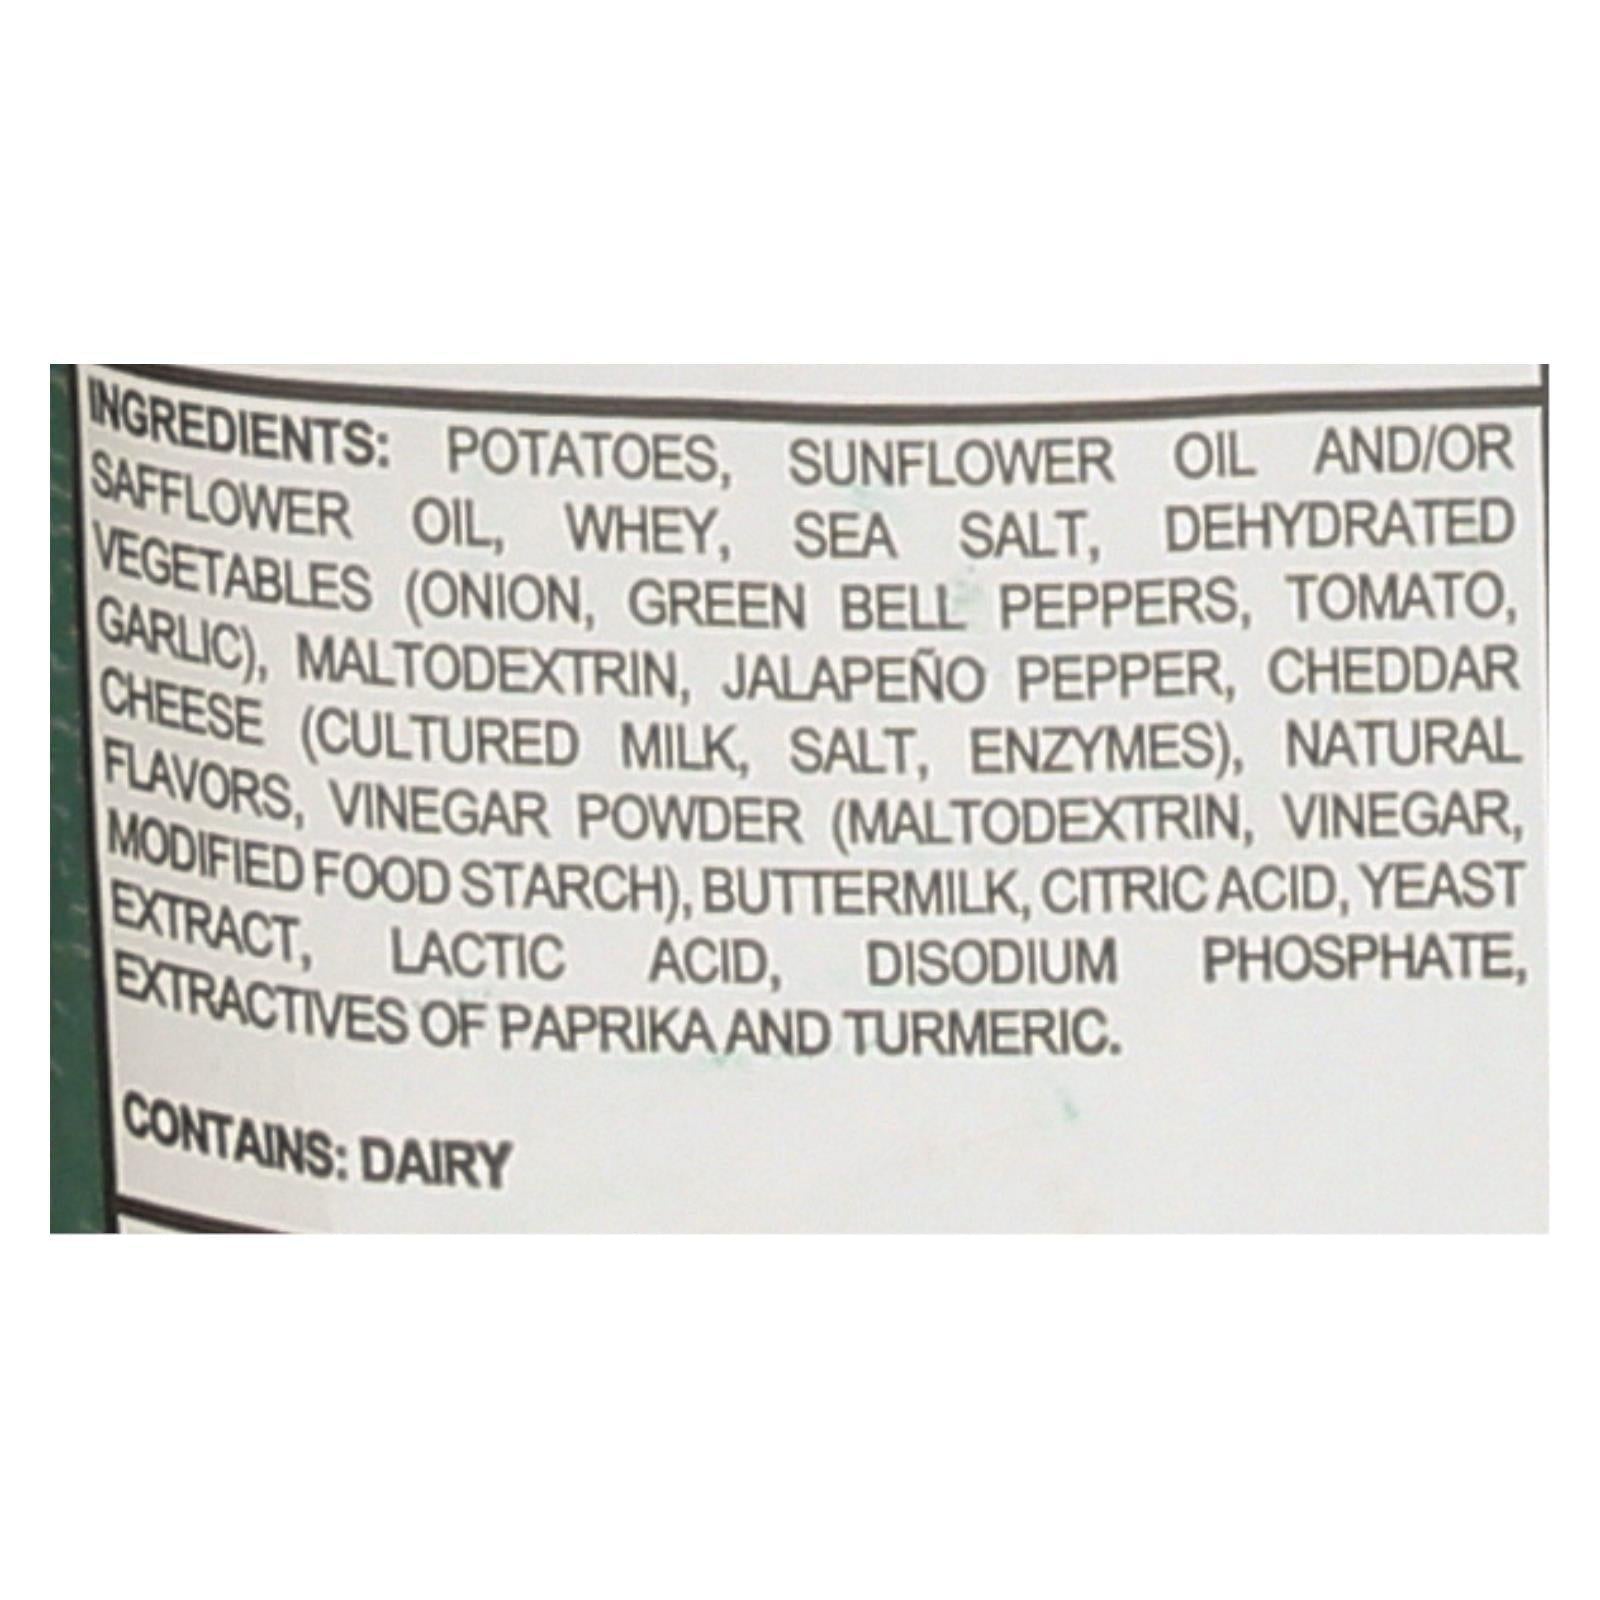 INGREDIENTS: POTATOES, SUNFLOWER OIL AND/OR
SAFFLOWER OIL, WHEY, SEA SALT, DEHYDRATED
VEGETABLES (ONION, GREEN BELL PEPPERS, TOMATO,
GARLIC), MALTODEXTRIN, JALAPEÑO PEPPER, CHEDDAR
CHEESE (CULTURED MILK, SALT, ENZYMES), NATURAL
FLAVORS, VINEGAR POWDER (MALTODEXTRIN, VINEGAR,
MODIFIED FOOD STARCH), BUTTERMILK, CITRIC ACID, YEAST
EXTRACT, LACTIC ACID, DISODIUM PHOSPHATE,
EXTRACTIVES OF PAPRIKA AND TURMERIC.
CONTAINS: DAIRY